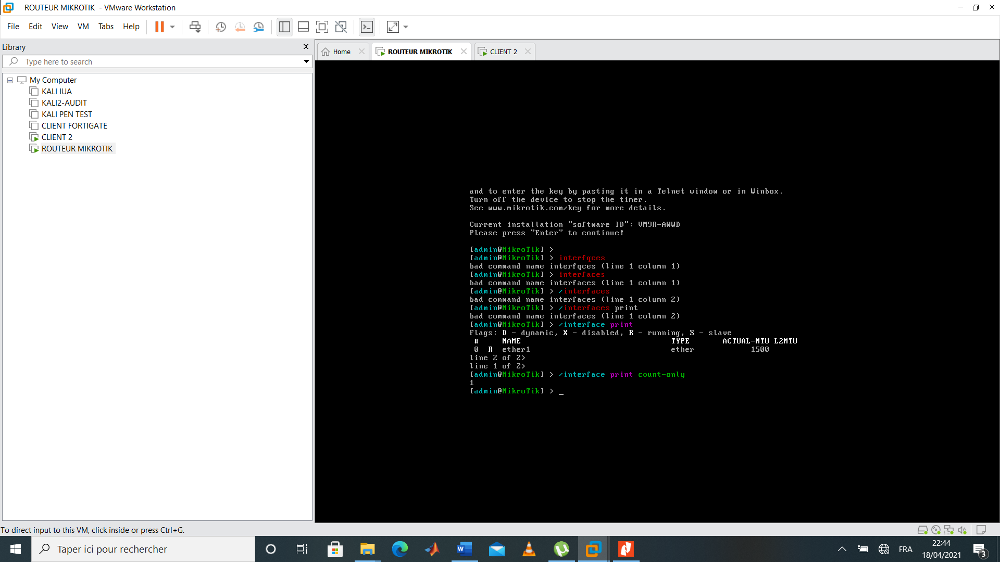 ROUTEUR MIKROTIK - VMware Workstation
File Edit View VM Tabs Help
Library
Type here to search
My Computer
KALI IUA
KALI2-AUDIT
KALI PEN TEST
CLIENT FORTIGATE
CLIENT 2
ROUTEUR MIKROTIK
Home ROUTEUR MIKROTIK CLIENT 2
and to enter the key by pasting it in a Telnet window or in Winbox.
Turn off the device to stop the timer.
See www.mikrotik.com/key for more details.
Current installation "software ID": VM9R-AWWD
Please press "Enter" to continue!
[admin@MikroTik] >
[admin@MikroTik] > interfqces
bad command name interfqces (line 1 column 1)
[admin@MikroTik] > interfaces
bad command name interfaces (line 1 column 1)
[admin@MikroTik] > /interfaces
bad command name interfaces (line 1 column 2)
[admin@MikroTik] > /interfaces print
bad command name interfaces (line 1 column 2)
[admin@MikroTik] > /interface print
Flags: D - dynamic, X - disabled, R - running, S - slave
# NAME TYPE ACTUAL-MTU L2MTU
0 R ether1 ether 1500
line 2 of 2>
line 1 of 2>
[admin@MikroTik] > /interface print count-only
1
[admin@MikroTik] > _
To direct input to this VM, click inside or press Ctrl+G.
Taper ici pour rechercher
FRA
22:44
18/04/2021
3